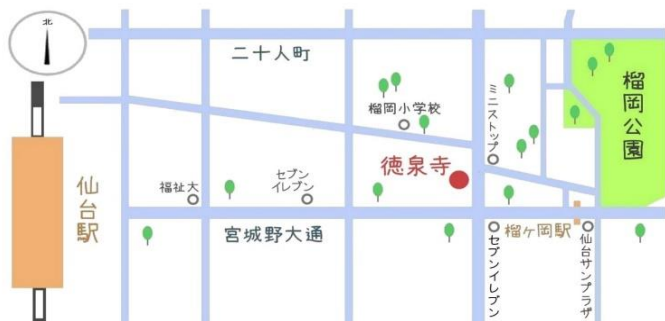 北
二十人町
榴岡小学校
ミニストップ
榴岡公園
徳泉寺
仙台駅
福祉大
セブン
イレブン
宮城野大通
セブンイレブン
榴ヶ岡駅
仙台サンプラザ